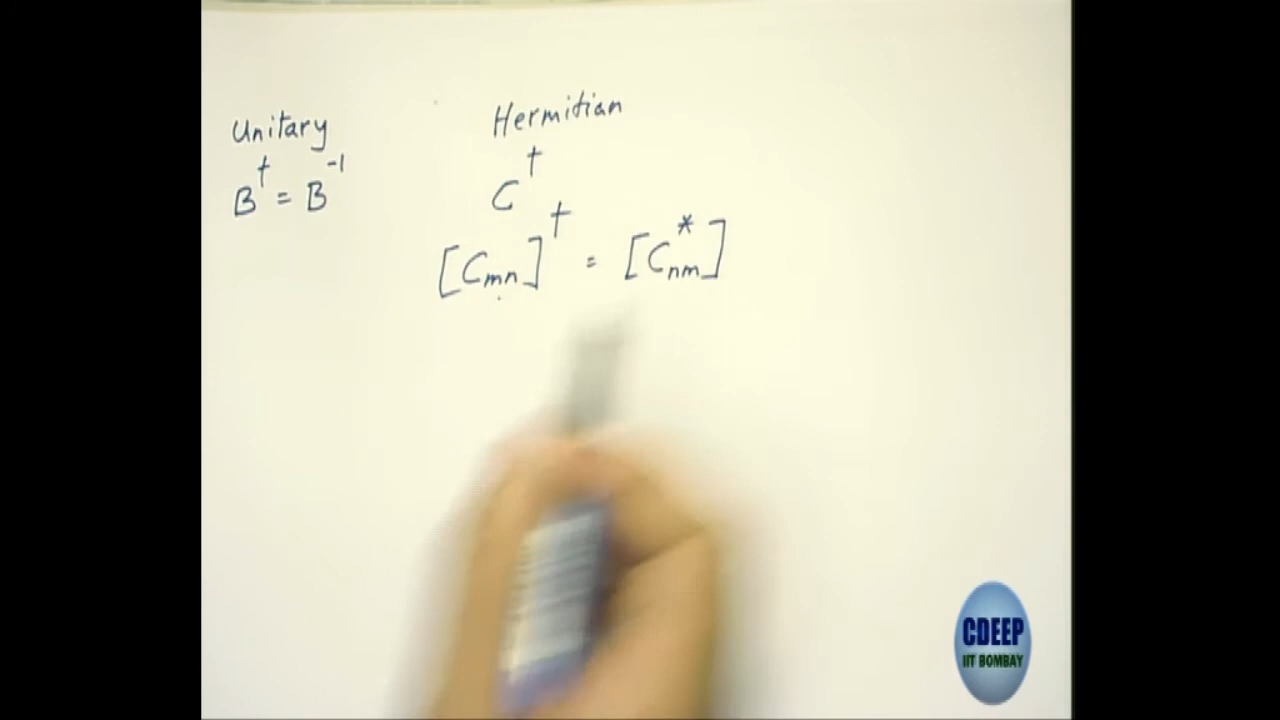 Unitary
B† = B-1
Hermitian
C†
[Cmn]† = [C*nm]
CDEEP
IIT BOMBAY